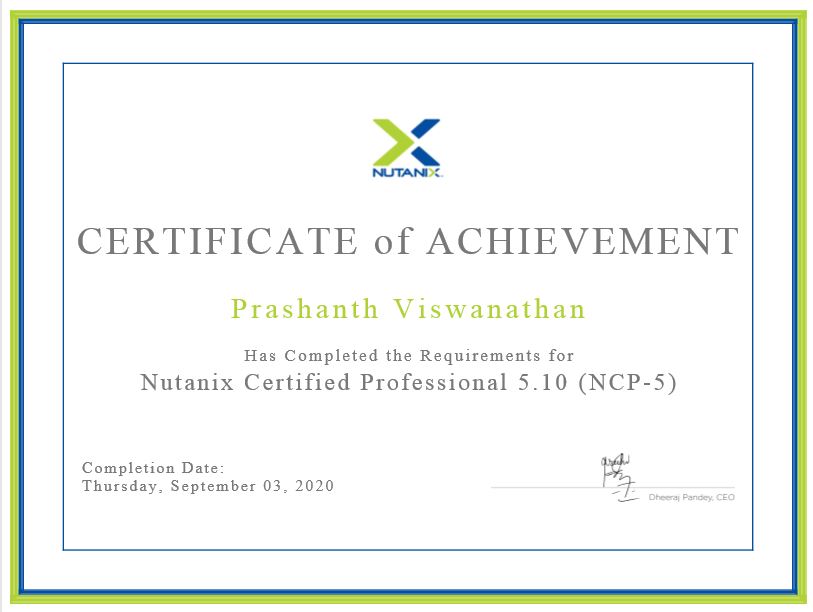 NUTANIX
CERTIFICATE of ACHIEVEMENT
Prashanth Viswanathan
Has Completed the Requirements for
Nutanix Certified Professional 5.10 (NCP-5)
Completion Date:
Thursday, September 03, 2020
Dheeraj Pandey, CEO